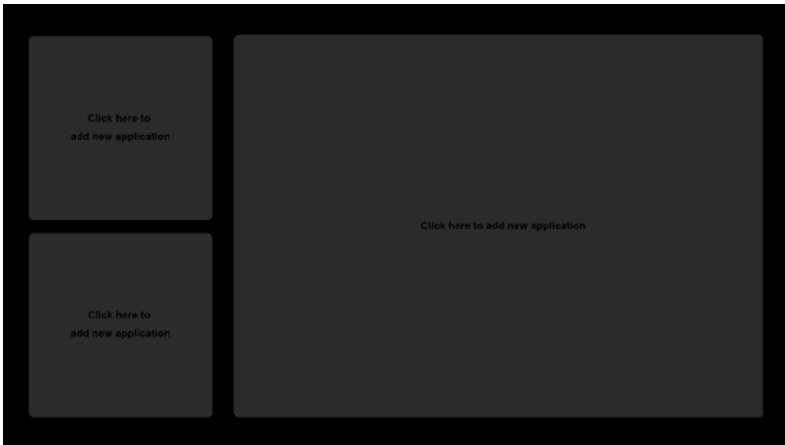 Click here to
add new application
Click here to add new application
Click here to
add new application